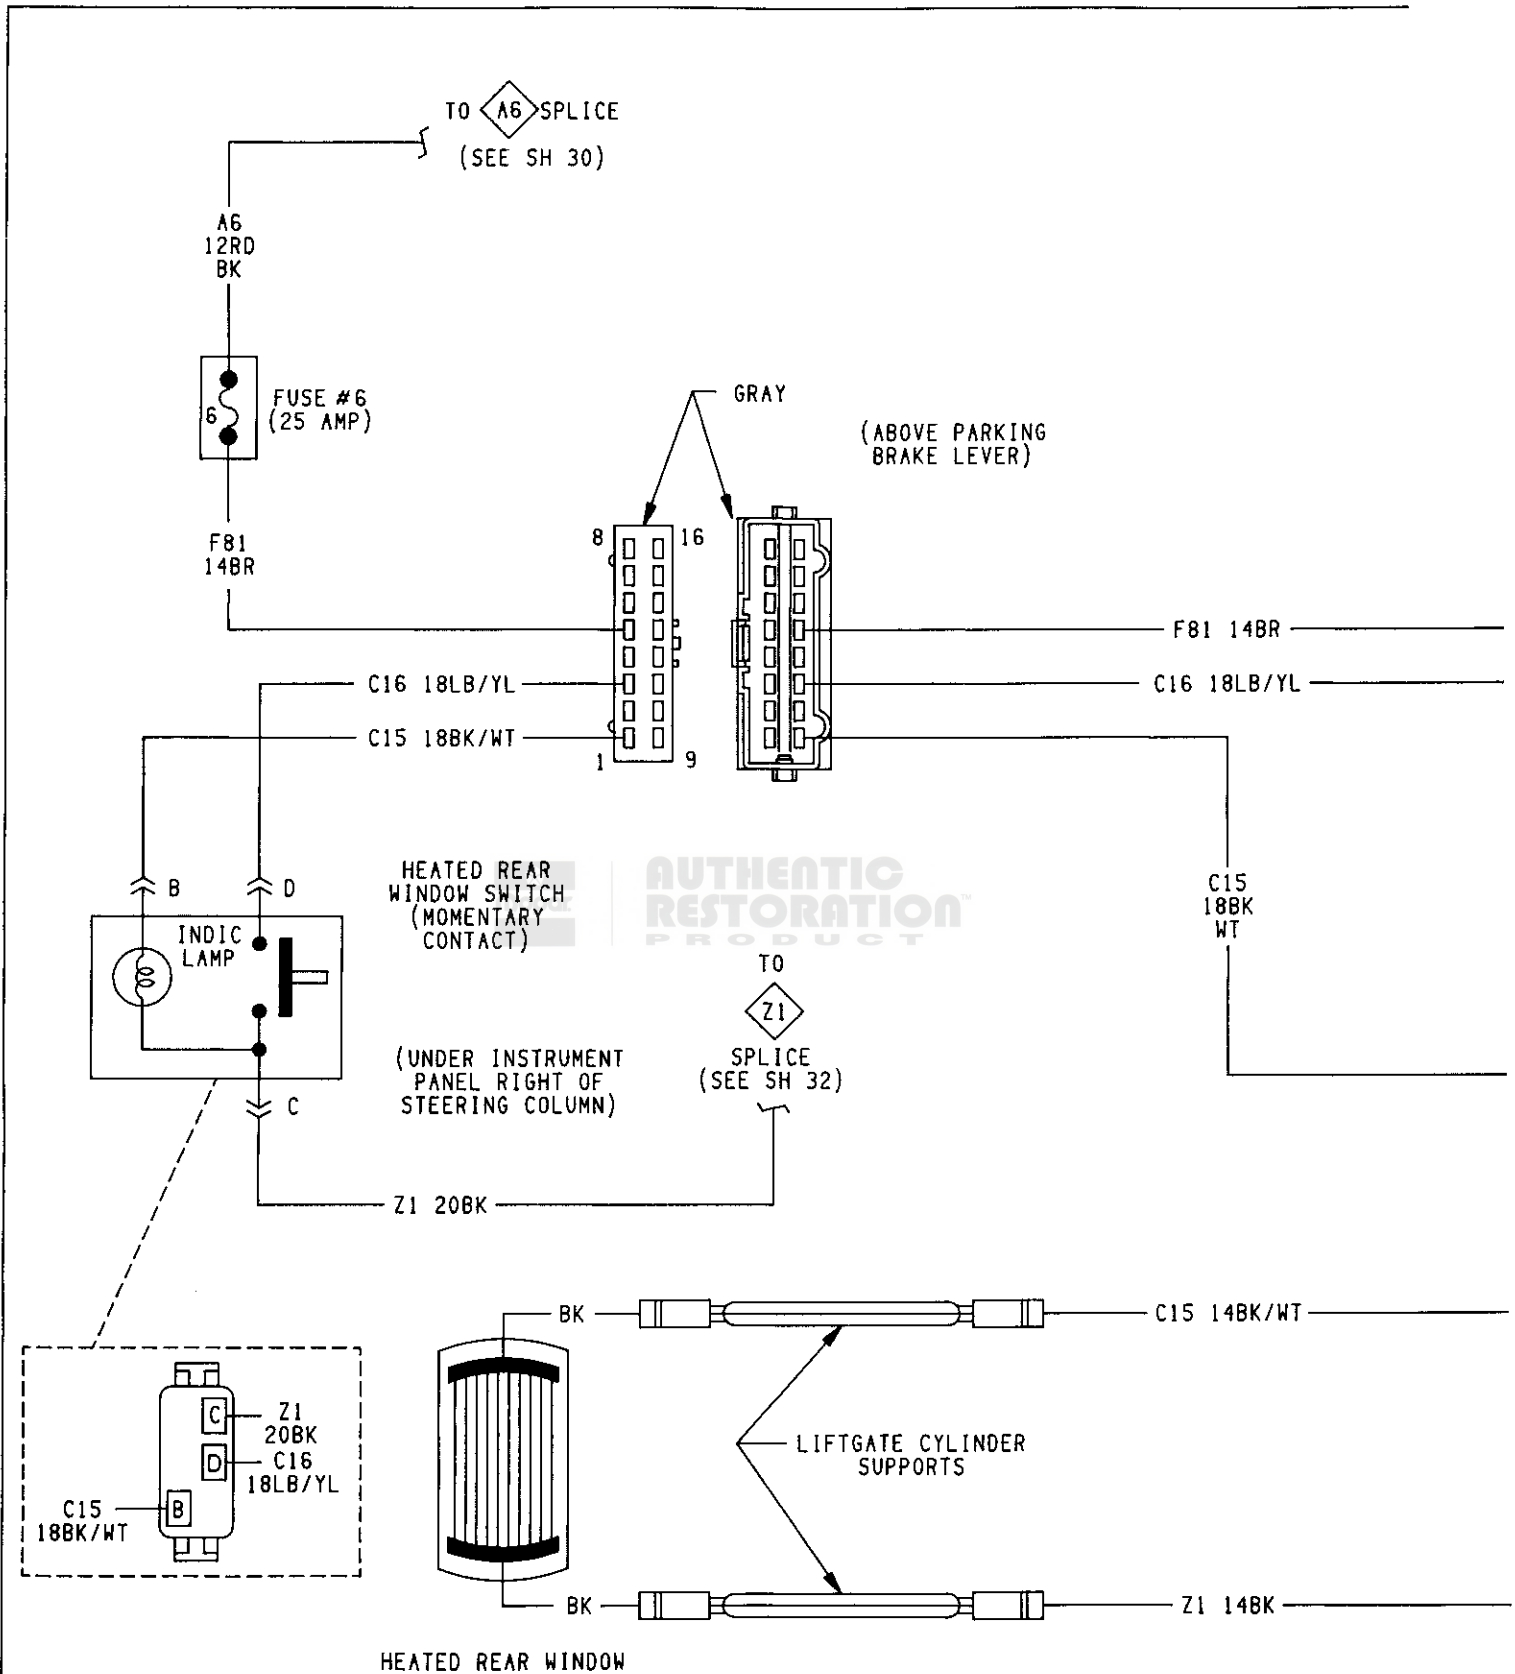 TO A6 SPLICE
(SEE SH 30)
A6
12RD
BK
6
FUSE #6
(25 AMP)
GRAY
(ABOVE PARKING
BRAKE LEVER)
F81
14BR
8
16
F81 14BR
C16 18LB/YL
C16 18LB/YL
C15 18BK/WT
1
9
B
D
HEATED REAR
WINDOW SWITCH
(MOMENTARY
CONTACT)
AUTHENTIC
RESTORATION™
PRODUCT
C15
18BK
WT
INDIC
LAMP
TO
Z1
SPLICE
(SEE SH 32)
(UNDER INSTRUMENT
PANEL RIGHT OF
STEERING COLUMN)
C
Z1 20BK
BK
C15 14BK/WT
C
Z1
20BK
D
C16
18LB/YL
B
C15
18BK/WT
LIFTGATE CYLINDER
SUPPORTS
BK
Z1 14BK
HEATED REAR WINDOW